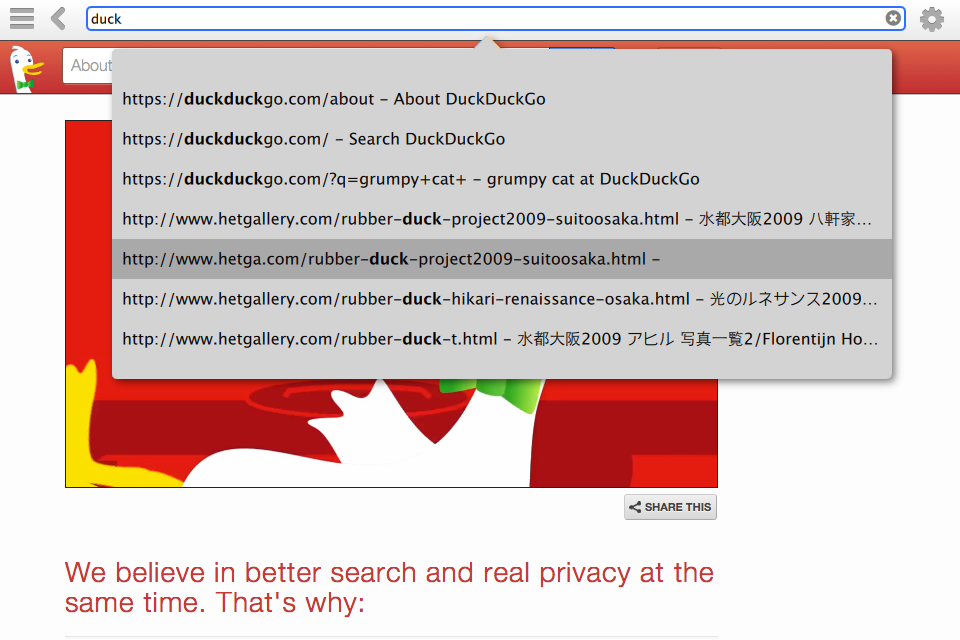 duck
About
https://duckduckgo.com/about – About DuckDuckGo
https://duckduckgo.com/ – Search DuckDuckGo
https://duckduckgo.com/?q=grumpy+cat+ – grumpy cat at DuckDuckGo
http://www.hetgallery.com/rubber-duck-project2009-suitoosaka.html – 水都大阪2009 八軒家…
http://www.hetga.com/rubber-duck-project2009-suitoosaka.html –
http://www.hetgallery.com/rubber-duck-hikari-renaissance-osaka.html – 光のルネサンス2009…
http://www.hetgallery.com/rubber-duck-t.html – 水都大阪2009 アヒル 写真一覧2/Florentijn Ho…
SHARE THIS
We believe in better search and real privacy at the
same time. That's why: